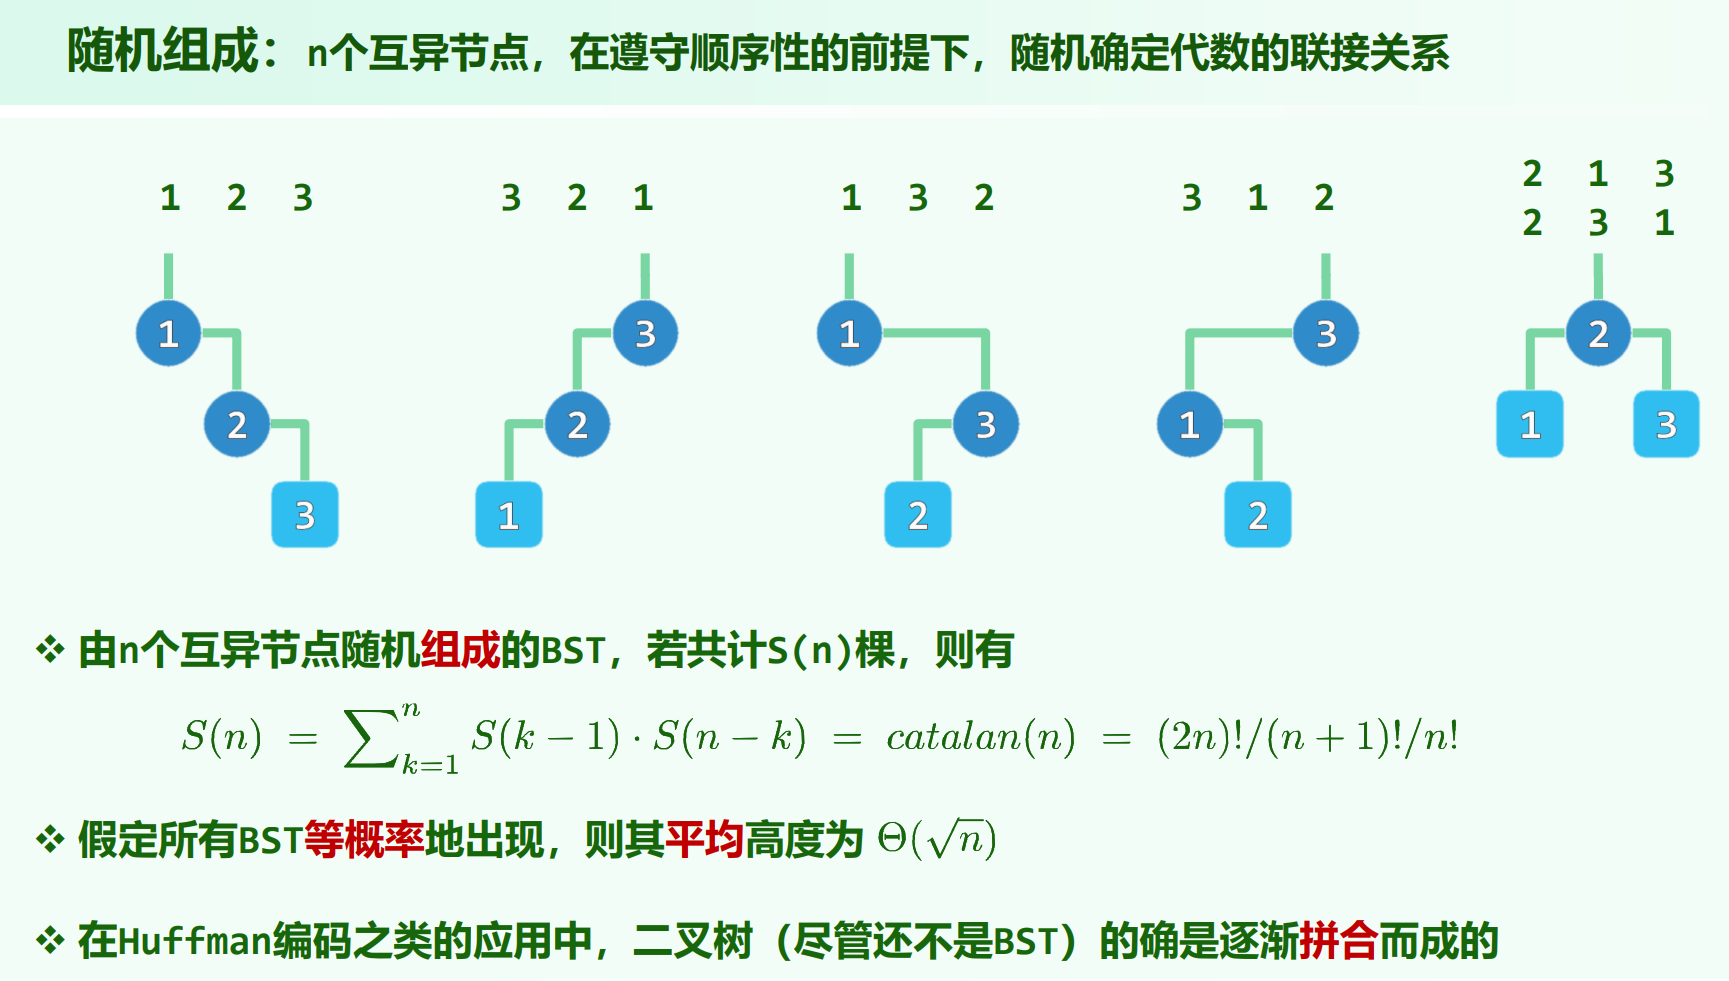 随机组成：n个互异节点，在遵守顺序性的前提下，随机确定代数的联接关系
1 2 3
3 2 1
1 3 2
3 1 2
2 1 3
2 3 1
1
2
3
3
2
1
1
3
2
3
1
2
2
1 3
❖ 由n个互异节点随机组成的BST，若共计S(n)棵，则有
S(n) = ∑ₖ₌₁ⁿ S(k − 1) · S(n − k) = catalan(n) = (2n)!/(n + 1)!/n!
❖ 假定所有BST等概率地出现，则其平均高度为 Θ(√n)
❖ 在Huffman编码之类的应用中，二叉树（尽管还不是BST）的确是逐渐拼合而成的